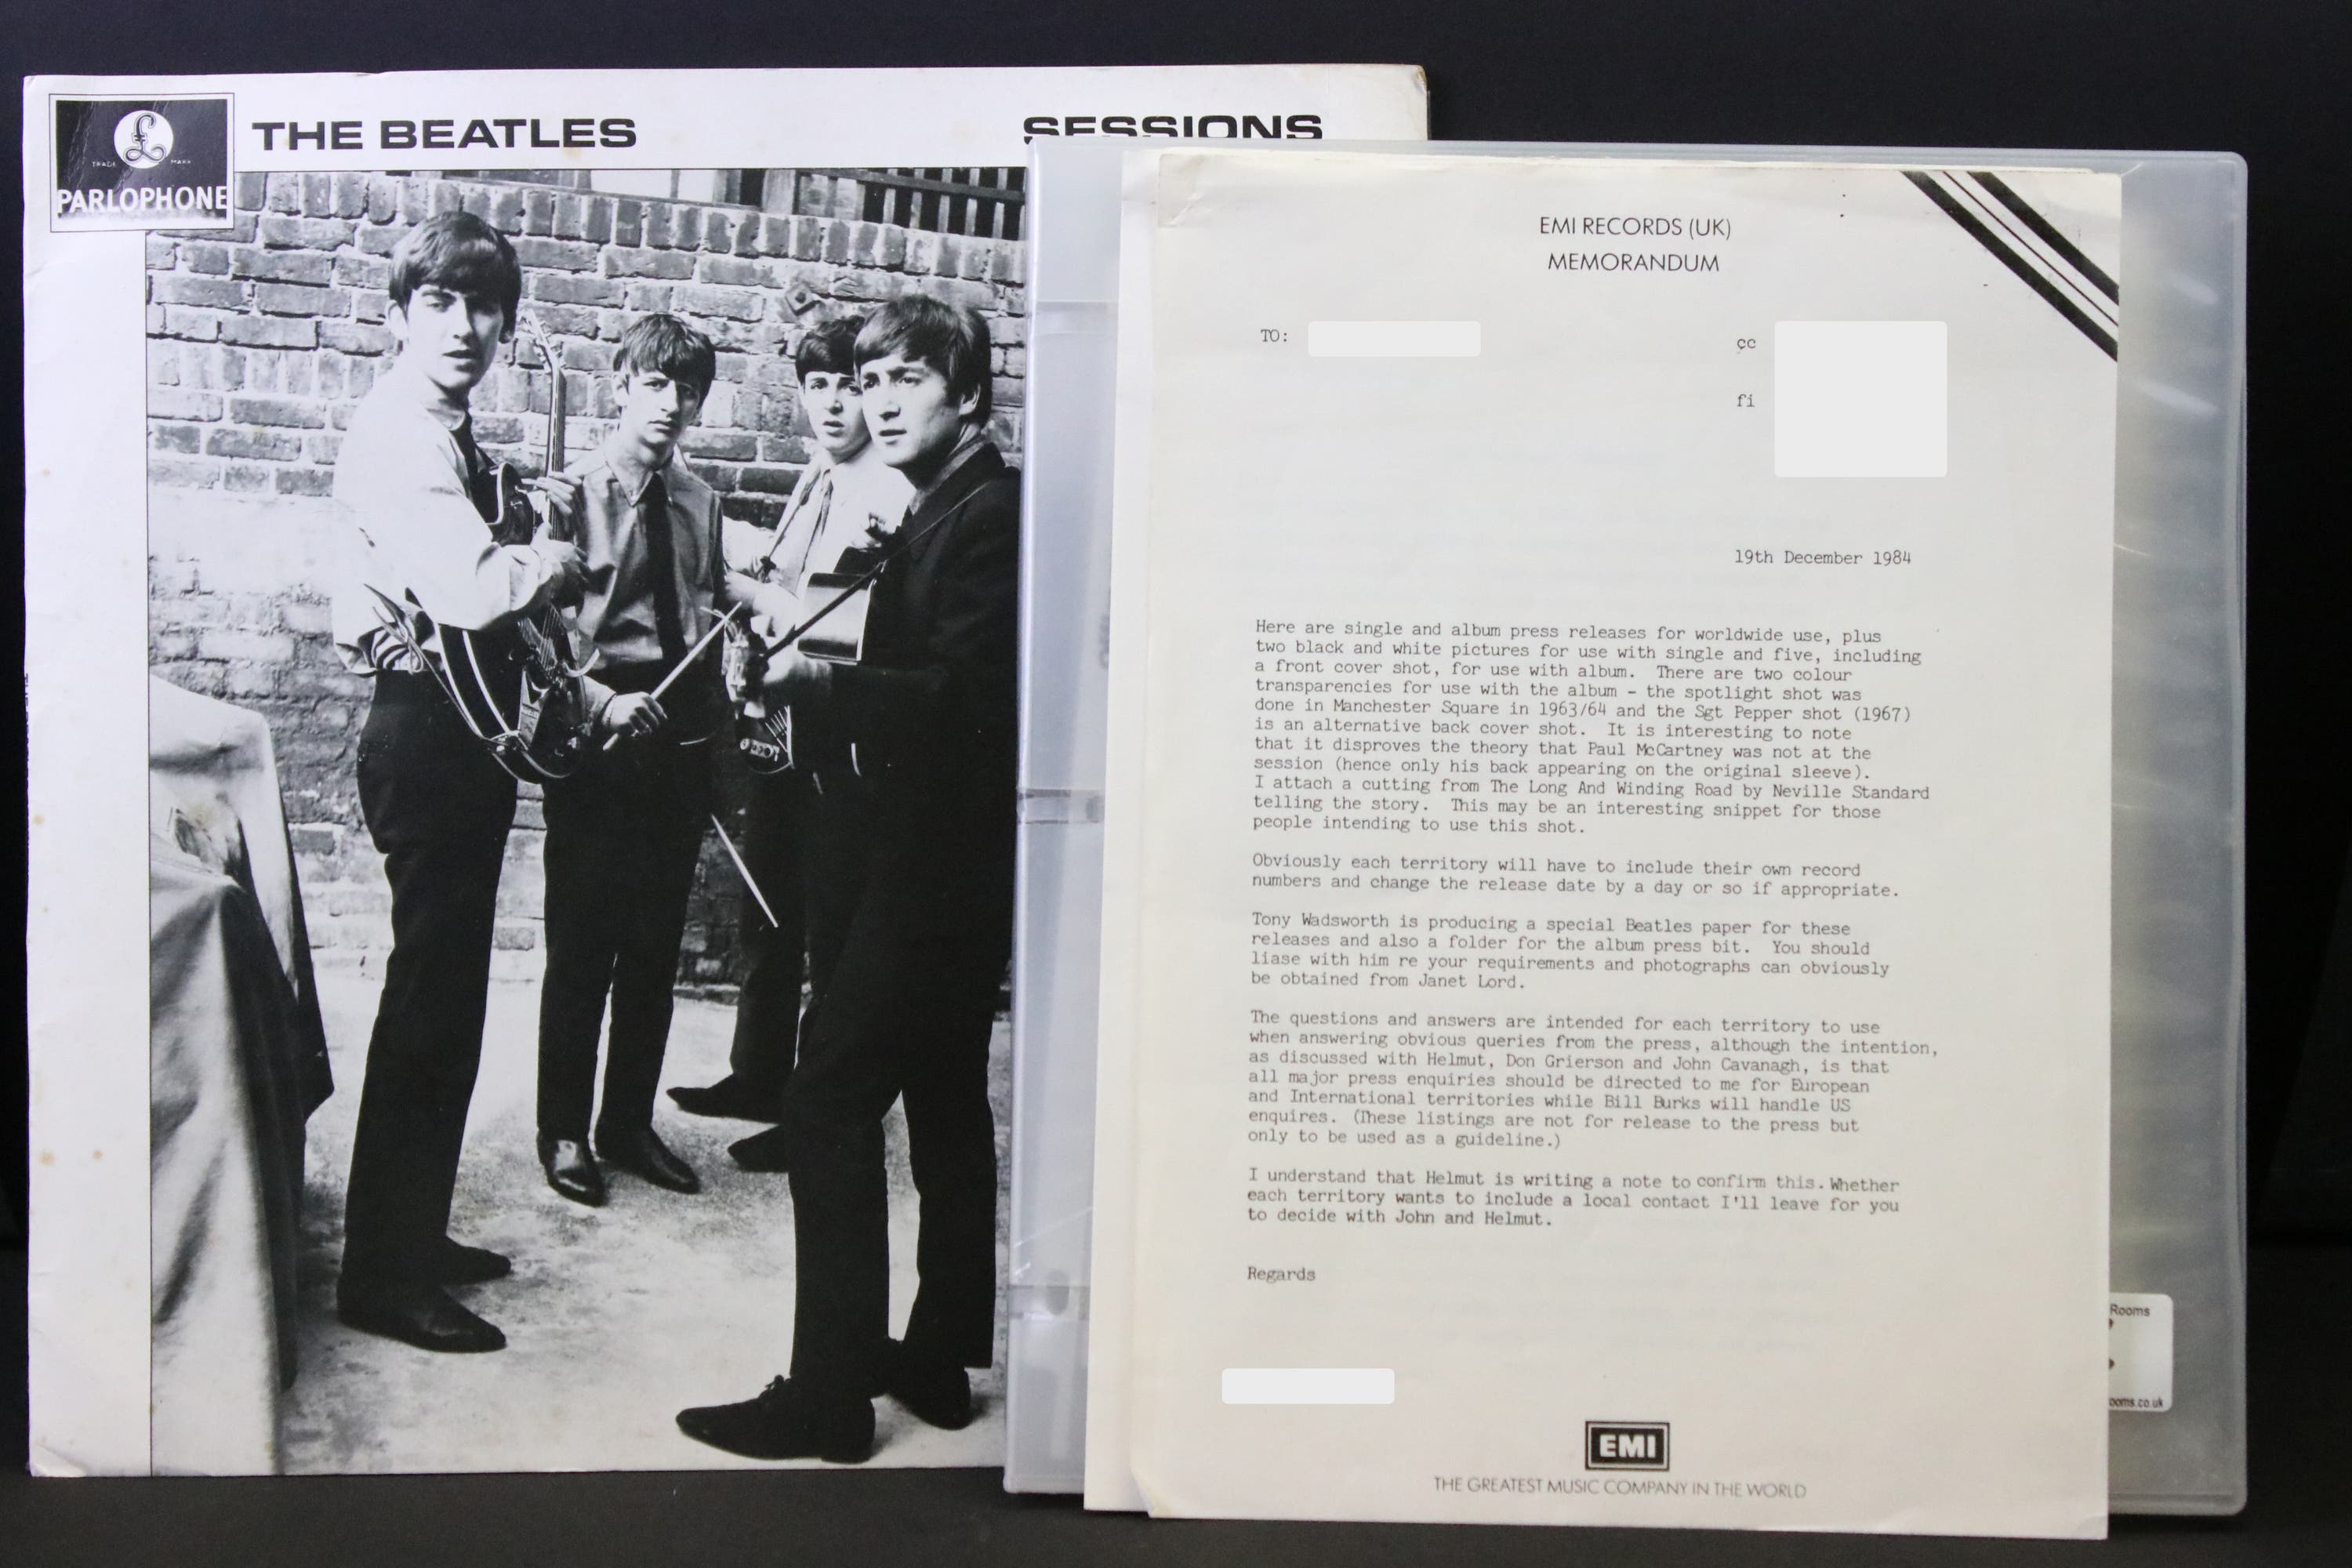 THE BEATLES
SESSIONS
TRADE MARK
PARLOPHONE
EMI RECORDS (UK)
MEMORANDUM
TO:
cc
fi
19th December 1984
Here are single and album press releases for worldwide use, plus
two black and white pictures for use with single and five, including
a front cover shot, for use with album. There are two colour
transparencies for use with the album - the spotlight shot was
done in Manchester Square in 1963/64 and the Sgt Pepper shot (1967)
is an alternative back cover shot. It is interesting to note
that it disproves the theory that Paul McCartney was not at the
session (hence only his back appearing on the original sleeve).
I attach a cutting from The Long And Winding Road by Neville Standard
telling the story. This may be an interesting snippet for those
people intending to use this shot.
Obviously each territory will have to include their own record
numbers and change the release date by a day or so if appropriate.
Tony Wadsworth is producing a special Beatles paper for these
releases and also a folder for the album press bit. You should
liase with him re your requirements and photographs can obviously
be obtained from Janet Lord.
The questions and answers are intended for each territory to use
when answering obvious queries from the press, although the intention,
as discussed with Helmut, Don Grierson and John Cavanagh, is that
all major press enquiries should be directed to me for European
and International territories while Bill Burks will handle US
enquires. (These listings are not for release to the press but
only to be used as a guideline.)
I understand that Helmut is writing a note to confirm this. Whether
each territory wants to include a local contact I'll leave for you
to decide with John and Helmut.
Regards
EMI
THE GREATEST MUSIC COMPANY IN THE WORLD
Rooms
ooms.co.uk